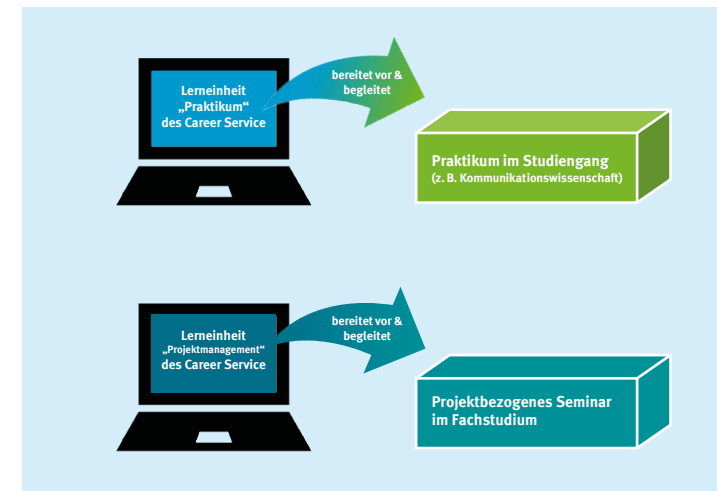 Lerneinheit
„Praktikum“
des Career Service
bereitet vor &
begleitet
Praktikum im Studiengang
(z. B. Kommunikationswissenschaft)
Lerneinheit
„Projektmanagement“
des Career Service
bereitet vor &
begleitet
Projektbezogenes Seminar
im Fachstudium